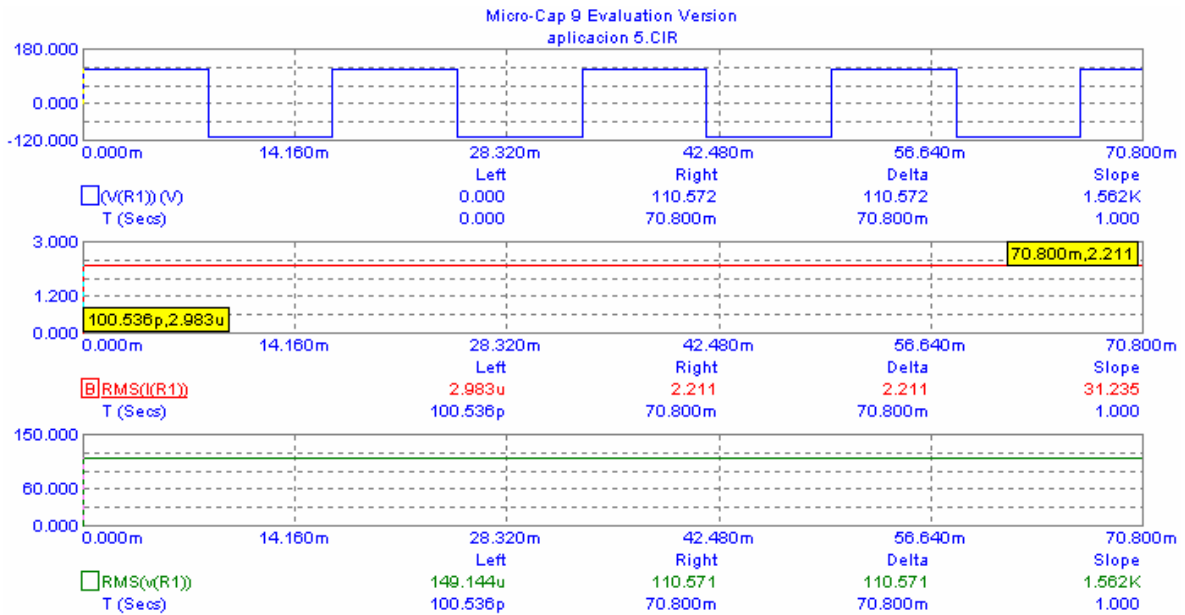 Micro-Cap 9 Evaluation Version
aplicacion 5.CIR
180.000
0.000
-120.000
0.000m 14.160m 28.320m 42.480m 56.640m 70.800m
Left Right Delta Slope
(V(R1)) (V) 0.000 110.572 110.572 1.562K
T (Secs) 0.000 70.800m 70.800m 1.000
3.000
70.800m,2.211
1.200
100.536p,2.983u
0.000
0.000m 14.160m 28.320m 42.480m 56.640m 70.800m
Left Right Delta Slope
B RMS(I(R1)) 2.983u 2.211 2.211 31.235
T (Secs) 100.536p 70.800m 70.800m 1.000
150.000
60.000
0.000
0.000m 14.160m 28.320m 42.480m 56.640m 70.800m
Left Right Delta Slope
RMS(v(R1)) 149.144u 110.571 110.571 1.562K
T (Secs) 100.536p 70.800m 70.800m 1.000